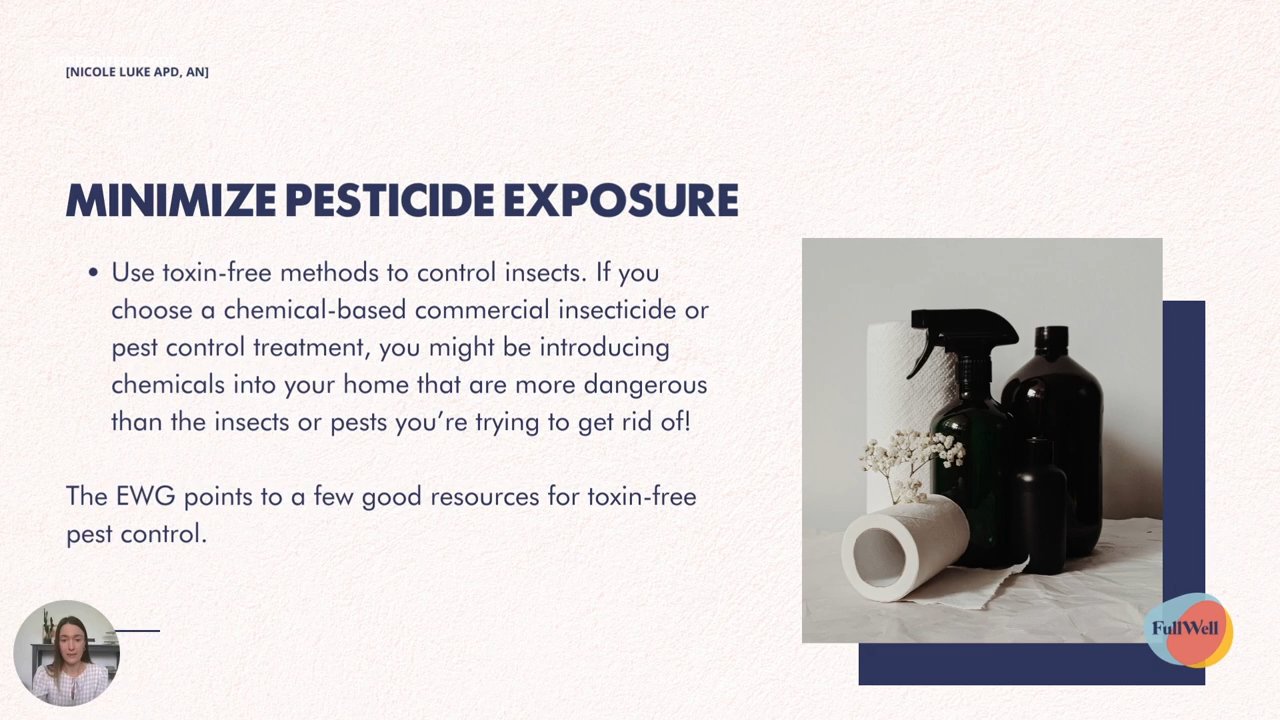 [NICOLE LUKE APD, AN]
MINIMIZE PESTICIDE EXPOSURE
• Use toxin-free methods to control insects. If you
choose a chemical-based commercial insecticide or
pest control treatment, you might be introducing
chemicals into your home that are more dangerous
than the insects or pests you’re trying to get rid of!
The EWG points to a few good resources for toxin-free
pest control.
FullWell